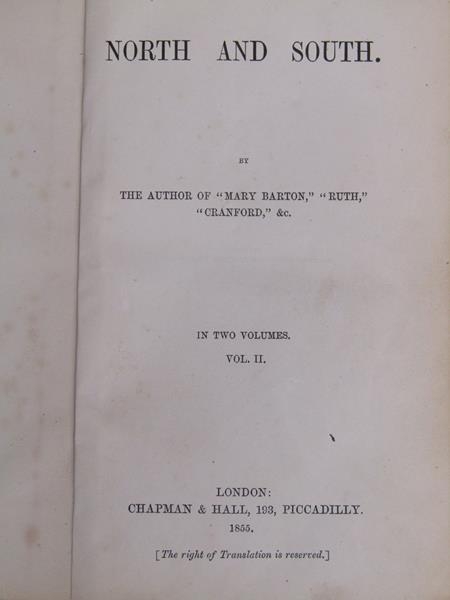 NORTH AND SOUTH.
BY
THE AUTHOR OF "MARY BARTON," "RUTH,"
"CRANFORD," &c.
IN TWO VOLUMES.
VOL. II.
LONDON:
CHAPMAN & HALL, 193, PICCADILLY.
1855.
[The right of Translation is reserved.]